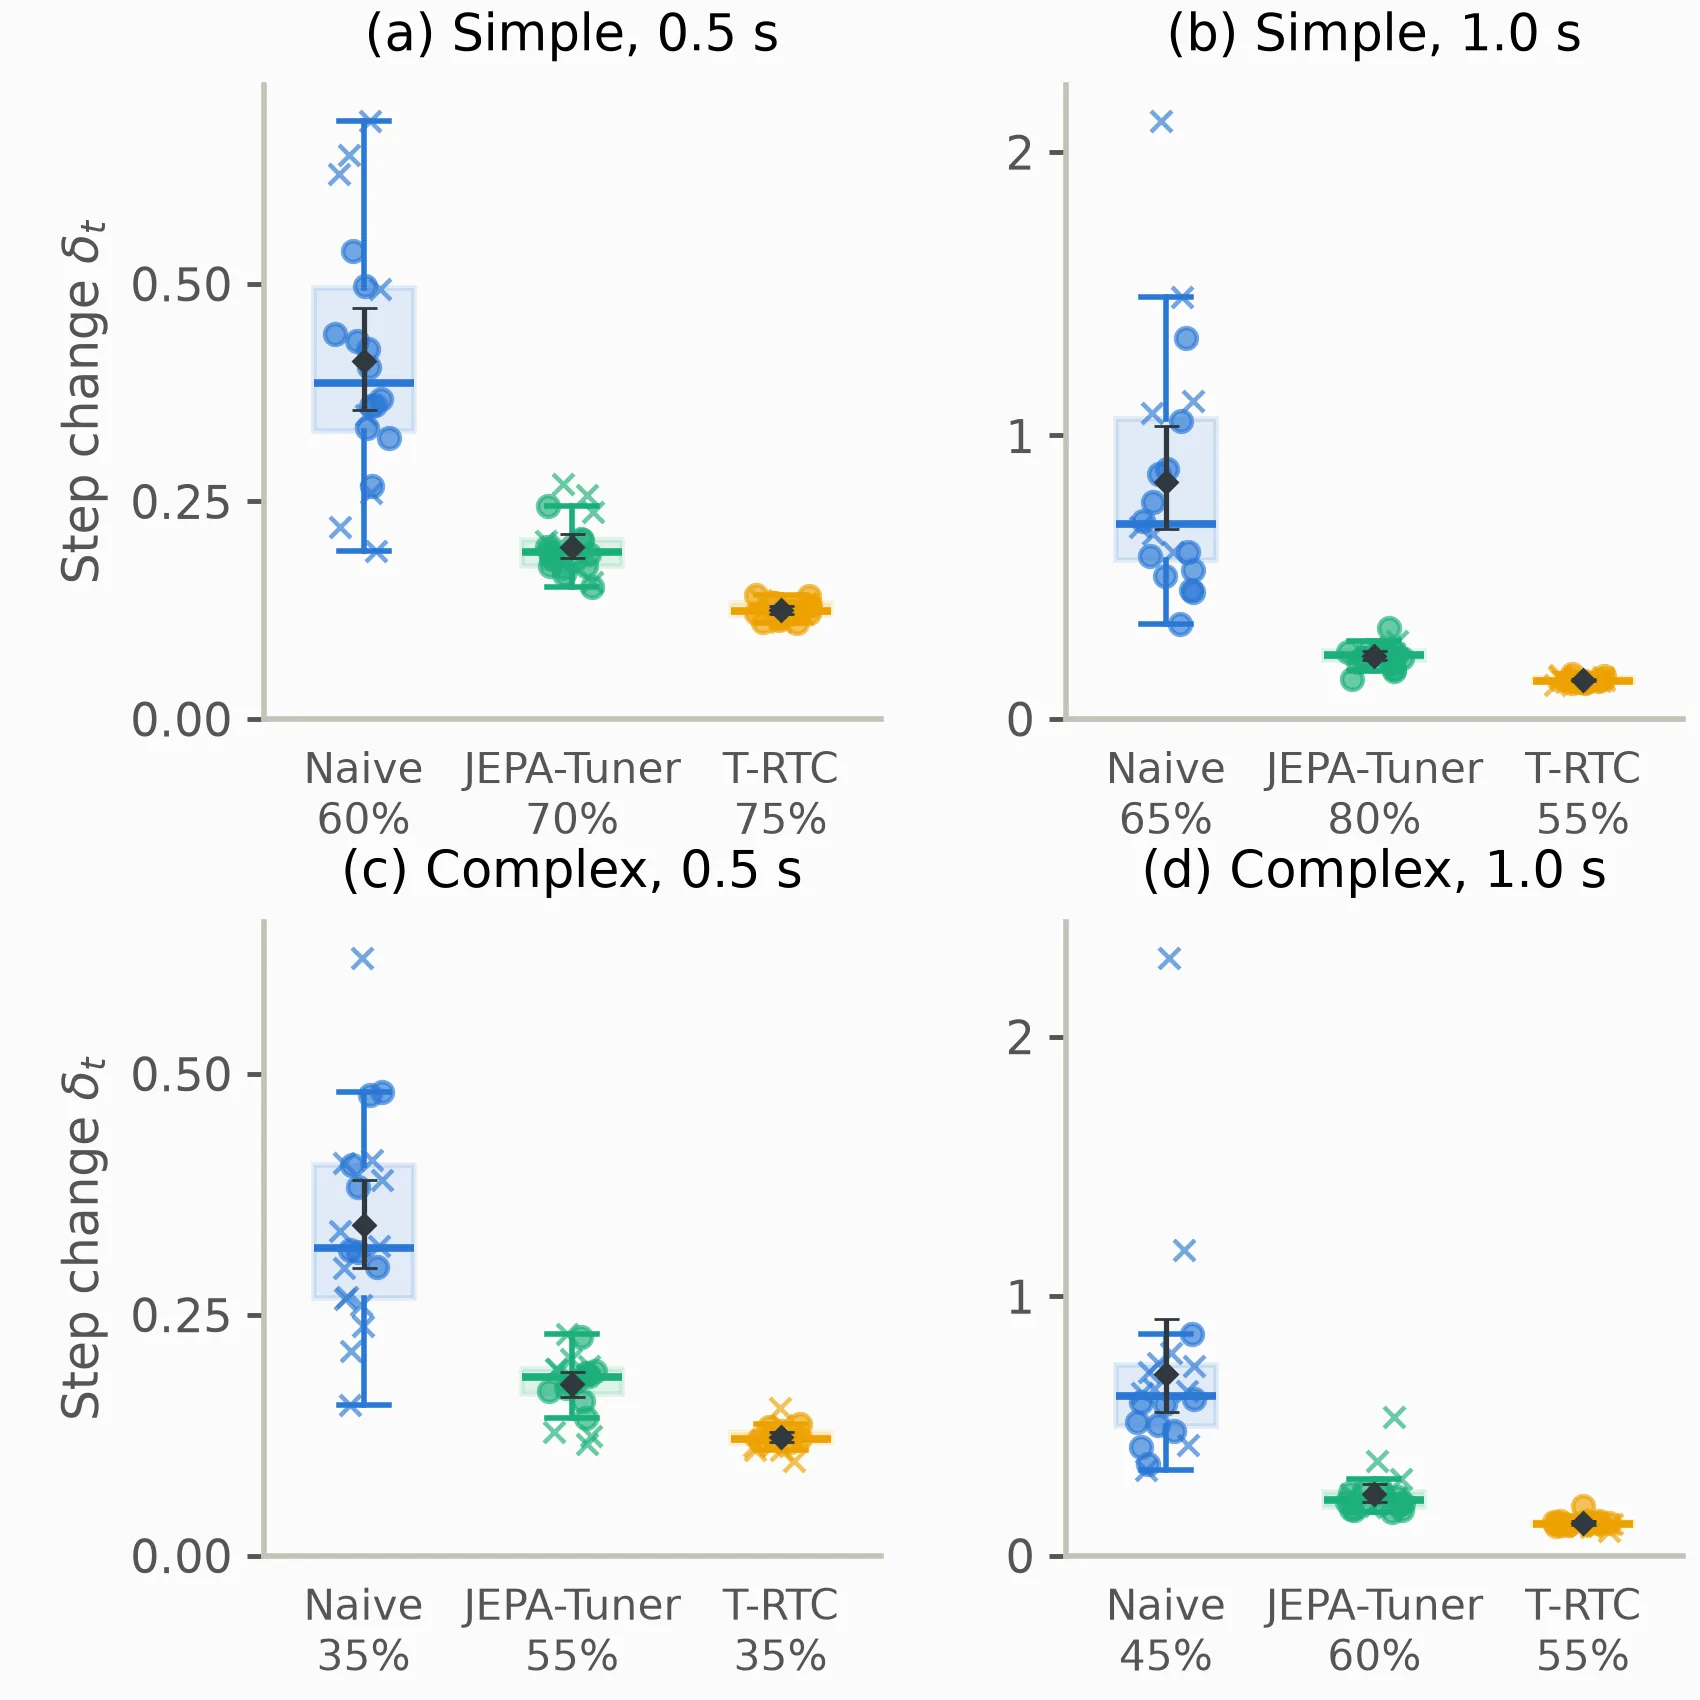 (a) Simple, 0.5 s
Step change δt
0.50
0.25
0.00
Naive JEPA-Tuner T-RTC
60% 70% 75%
(b) Simple, 1.0 s
2
1
0
Naive JEPA-Tuner T-RTC
65% 80% 55%
(c) Complex, 0.5 s
Step change δt
0.50
0.25
0.00
Naive JEPA-Tuner T-RTC
35% 55% 35%
(d) Complex, 1.0 s
2
1
0
Naive JEPA-Tuner T-RTC
45% 60% 55%